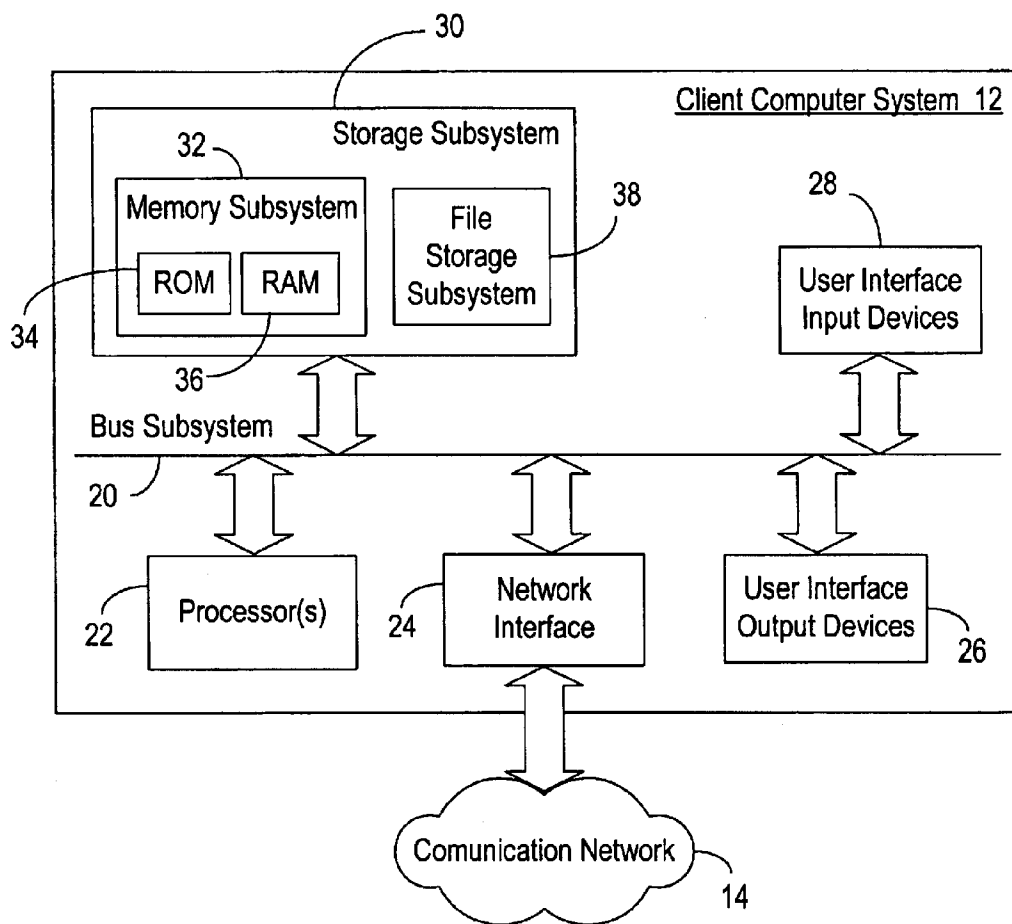 30
Client Computer System 12
Storage Subsystem
32
Memory Subsystem
ROM
RAM
34
36
File
Storage
Subsystem
38
28
User Interface
Input Devices
Bus Subsystem
20
Processor(s)
22
Network
Interface
24
User Interface
Output Devices
26
Comunication Network
14